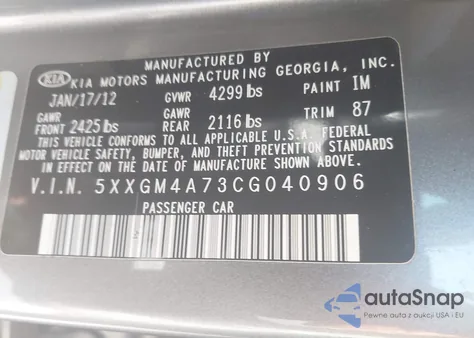 MANUFACTURED BY
KIA KIA MOTORS MANUFACTURING GEORGIA, INC.
JAN/17/12 GVWR 4299 lbs PAINT IM
GAWR FRONT 2425 lbs GAWR REAR 2116 lbs TRIM 87
THIS VEHICLE CONFORMS TO ALL APPLICABLE U.S.A. FEDERAL
MOTOR VEHICLE SAFETY, BUMPER, AND THEFT PREVENTION STANDARDS
IN EFFECT ON THE DATE OF MANUFACTURE SHOWN ABOVE.
V.I.N. 5XXGM4A73CG040906
PASSENGER CAR
autaSnap
Pewne auta z aukcji USA i EU